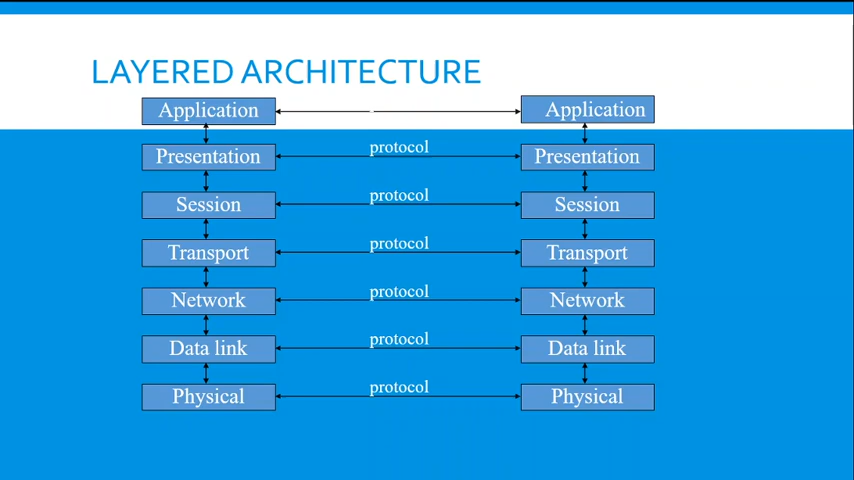 LAYERED ARCHITECTURE
Application Application
Presentation protocol Presentation
Session protocol Session
Transport protocol Transport
Network protocol Network
Data link protocol Data link
Physical protocol Physical